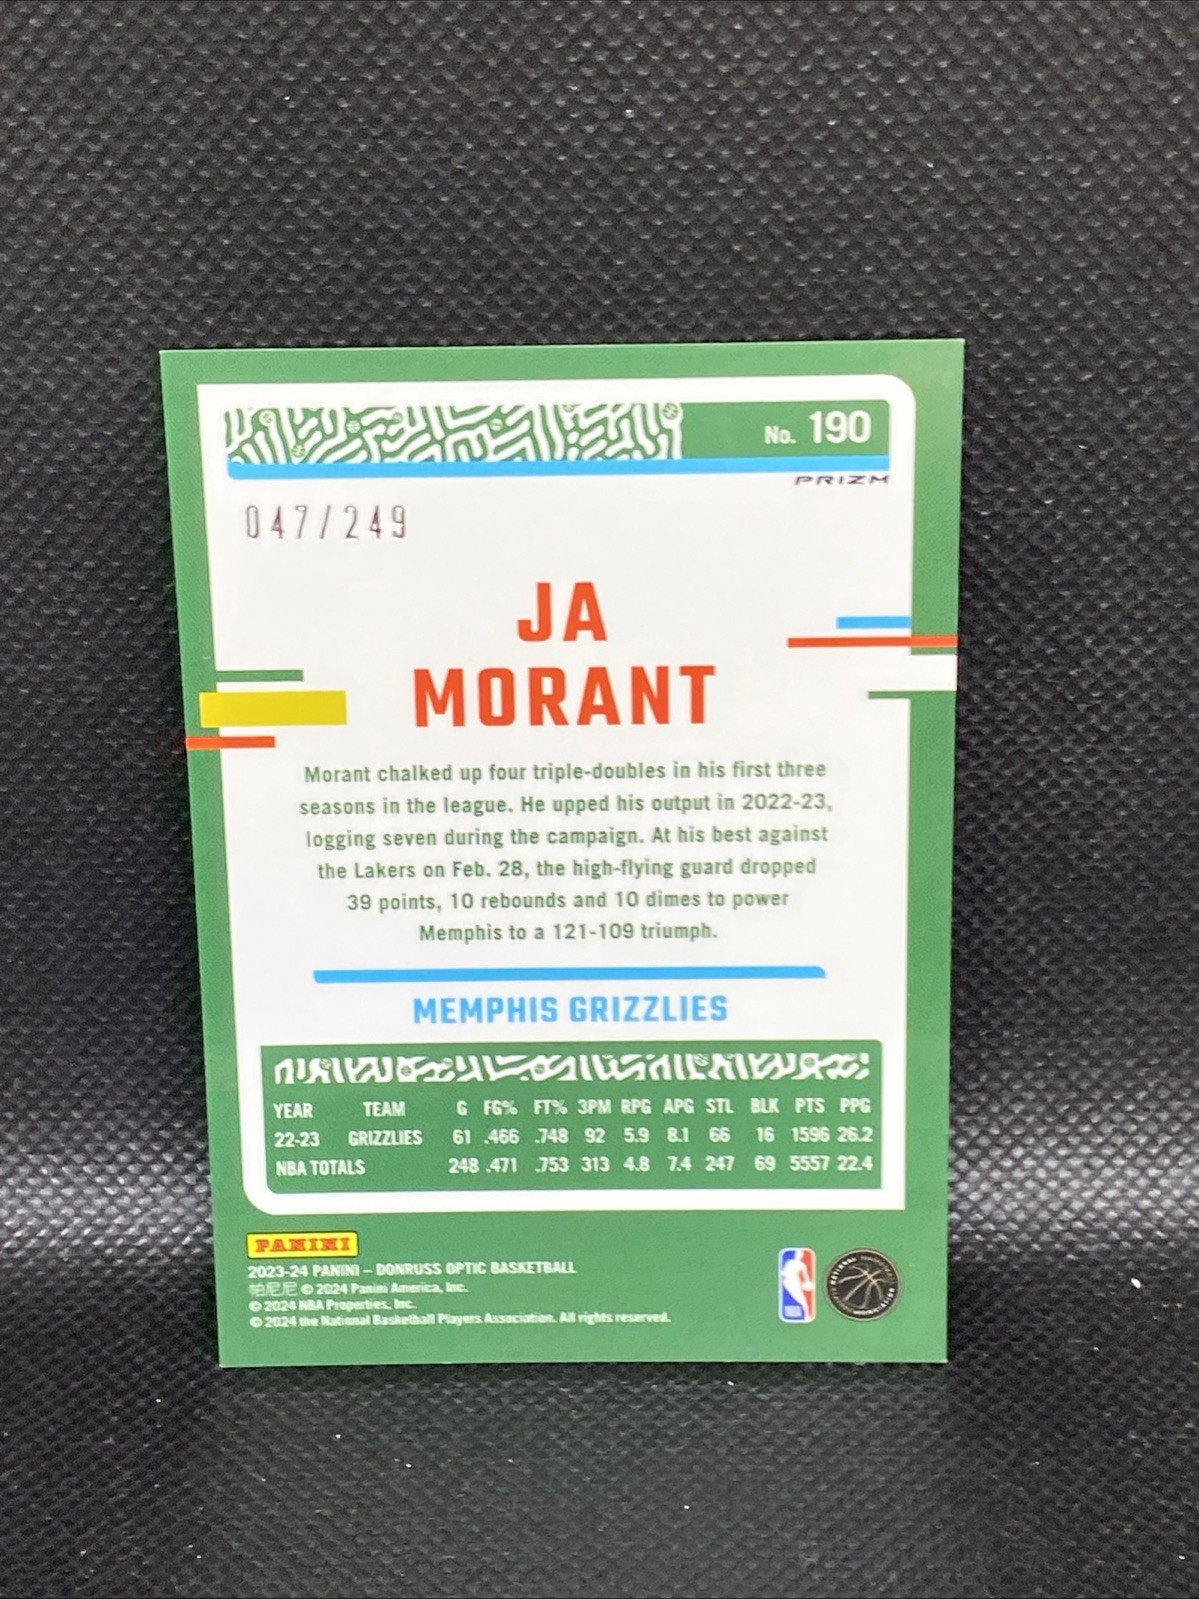 No. 190
PRIZM
047/249
JA
MORANT
Morant chalked up four triple-doubles in his first three
seasons in the league. He upped his output in 2022-23,
logging seven during the campaign. At his best against
the Lakers on Feb. 28, the high-flying guard dropped
39 points, 10 rebounds and 10 dimes to power
Memphis to a 121-109 triumph.
MEMPHIS GRIZZLIES
YEAR TEAM G FG% FT% 3PM RPG APG STL BLK PTS PPG
22-23 GRIZZLIES 61 .466 .748 92 5.9 8.1 66 16 1596 26.2
NBA TOTALS 248 .471 .753 313 4.8 7.4 247 69 5557 22.4
PANINI
2023-24 PANINI – DONRUSS OPTIC BASKETBALL
帕尼尼 © 2024 Panini America, Inc.
© 2024 NBA Properties, Inc.
© 2024 the National Basketball Players Association. All rights reserved.